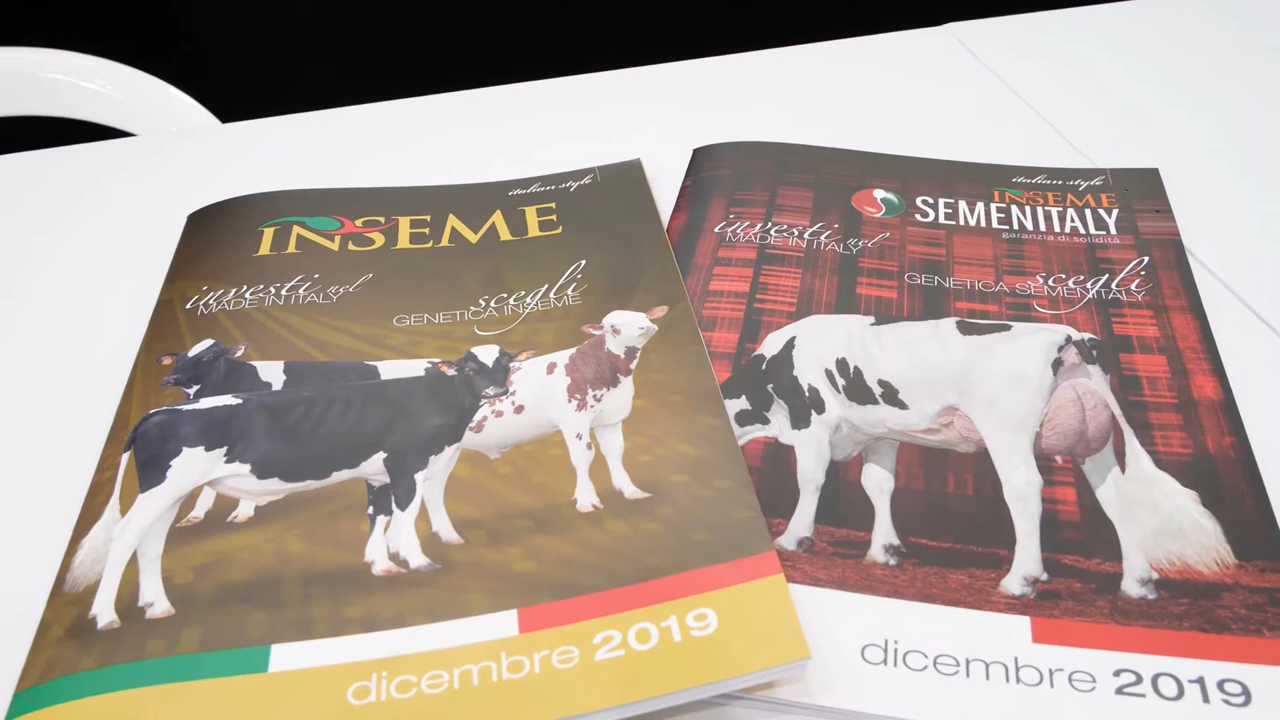 italian style
INSEME
investi nel
MADE IN ITALY
scegli
GENETICA INSEME
dicembre 2019
italian style
INSEME
SEMENITALY
garanzia di solidità
investi nel
MADE IN ITALY
scegli
GENETICA SEMENITALY
dicembre 2019